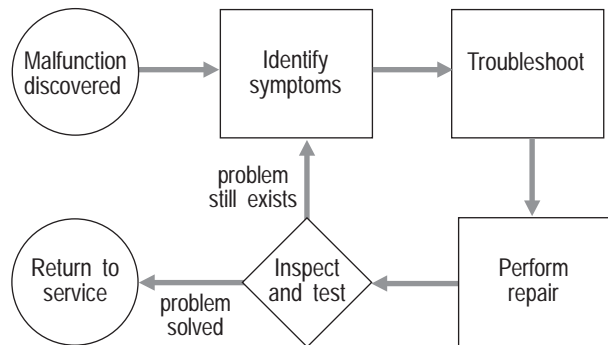 Malfunction
discovered
Identify
symptoms
Troubleshoot
problem
still exists
Return to
service
problem
solved
Inspect
and test
Perform
repair